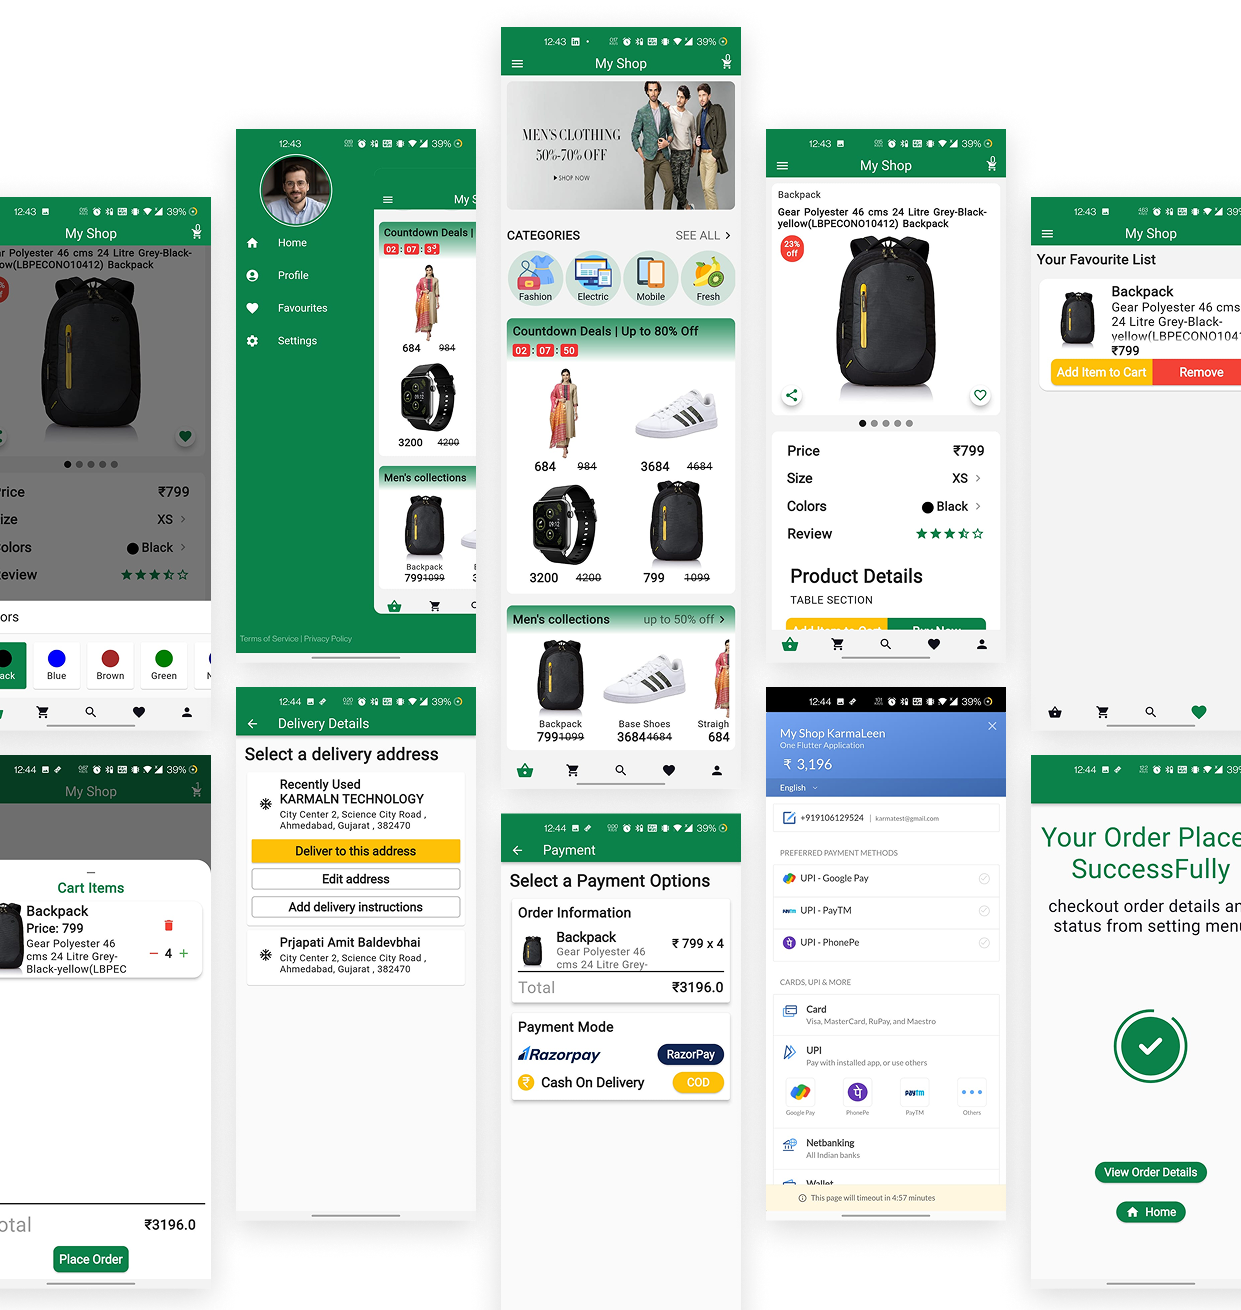 12:43 39%
My Shop
ar Polyester 46 cms 24 Litre Grey-Black-
ow(LBPECONO10412) Backpack
rice ₹799
ize XS
olors Black
eview
ors
ack Blue Brown Green
12:44 39%
My Shop
Cart Items
Backpack
Price: 799
Gear Polyester 46
cms 24 Litre Grey-
Black-yellow(LBPEC
4
otal ₹3196.0
Place Order
12:43 39%
Home
Profile
Favourites
Settings
Terms of Service | Privacy Policy
My S
Countdown Deals |
02 : 07 :
684 984
3200 4200
Men's collections
Backpack
7991099
12:44 39%
Delivery Details
Select a delivery address
Recently Used
KARMALN TECHNOLOGY
City Center 2, Science City Road ,
Ahmedabad, Gujarat , 382470
Deliver to this address
Edit address
Add delivery instructions
Prjapati Amit Baldevbhai
City Center 2, Science City Road ,
Ahmedabad, Gujarat , 382470
12:43 39%
My Shop 0
MEN'S CLOTHING
50%-70% OFF
SHOP NOW
CATEGORIES SEE ALL
Fashion Electric Mobile Fresh
Countdown Deals | Up to 80% Off
02 : 07 : 50
684 984 3684 4684
3200 4200 799 1099
Men's collections up to 50% off
Backpack Base Shoes Straigh
7991099 36844684 684
12:44 39%
Payment
Select a Payment Options
Order Information
Backpack ₹ 799 x 4
Gear Polyester 46
cms 24 Litre Grey-
Total ₹3196.0
Payment Mode
Razorpay RazorPay
Cash On Delivery COD
12:43 39%
My Shop 0
Backpack
Gear Polyester 46 cms 24 Litre Grey-Black-
yellow(LBPECONO10412) Backpack
23%
off
Price ₹799
Size XS
Colors Black
Review
Product Details
TABLE SECTION
Add Item to Cart Buy Now
12:44 39%
My Shop KarmaLeen
One Flutter Application
₹ 3,196
English
+919106129524 | karmatest@gmail.com
PREFERRED PAYMENT METHODS
UPI - Google Pay
UPI - PayTM
UPI - PhonePe
CARDS, UPI & MORE
Card
Visa, MasterCard, RuPay, and Maestro
UPI
Pay with installed app, or use others
Google Pay PhonePe PayTM Others
Netbanking
All Indian banks
Wallet
This page will timeout in 4:57 minutes
12:43 39%
My Shop
Your Favourite List
Backpack
Gear Polyester 46 cms
24 Litre Grey-Black-
yellow(LBPECONO1041
₹799
Add Item to Cart Remove
12:44 39%
Your Order Place
SuccessFully
checkout order details an
status from setting menu
View Order Details
Home